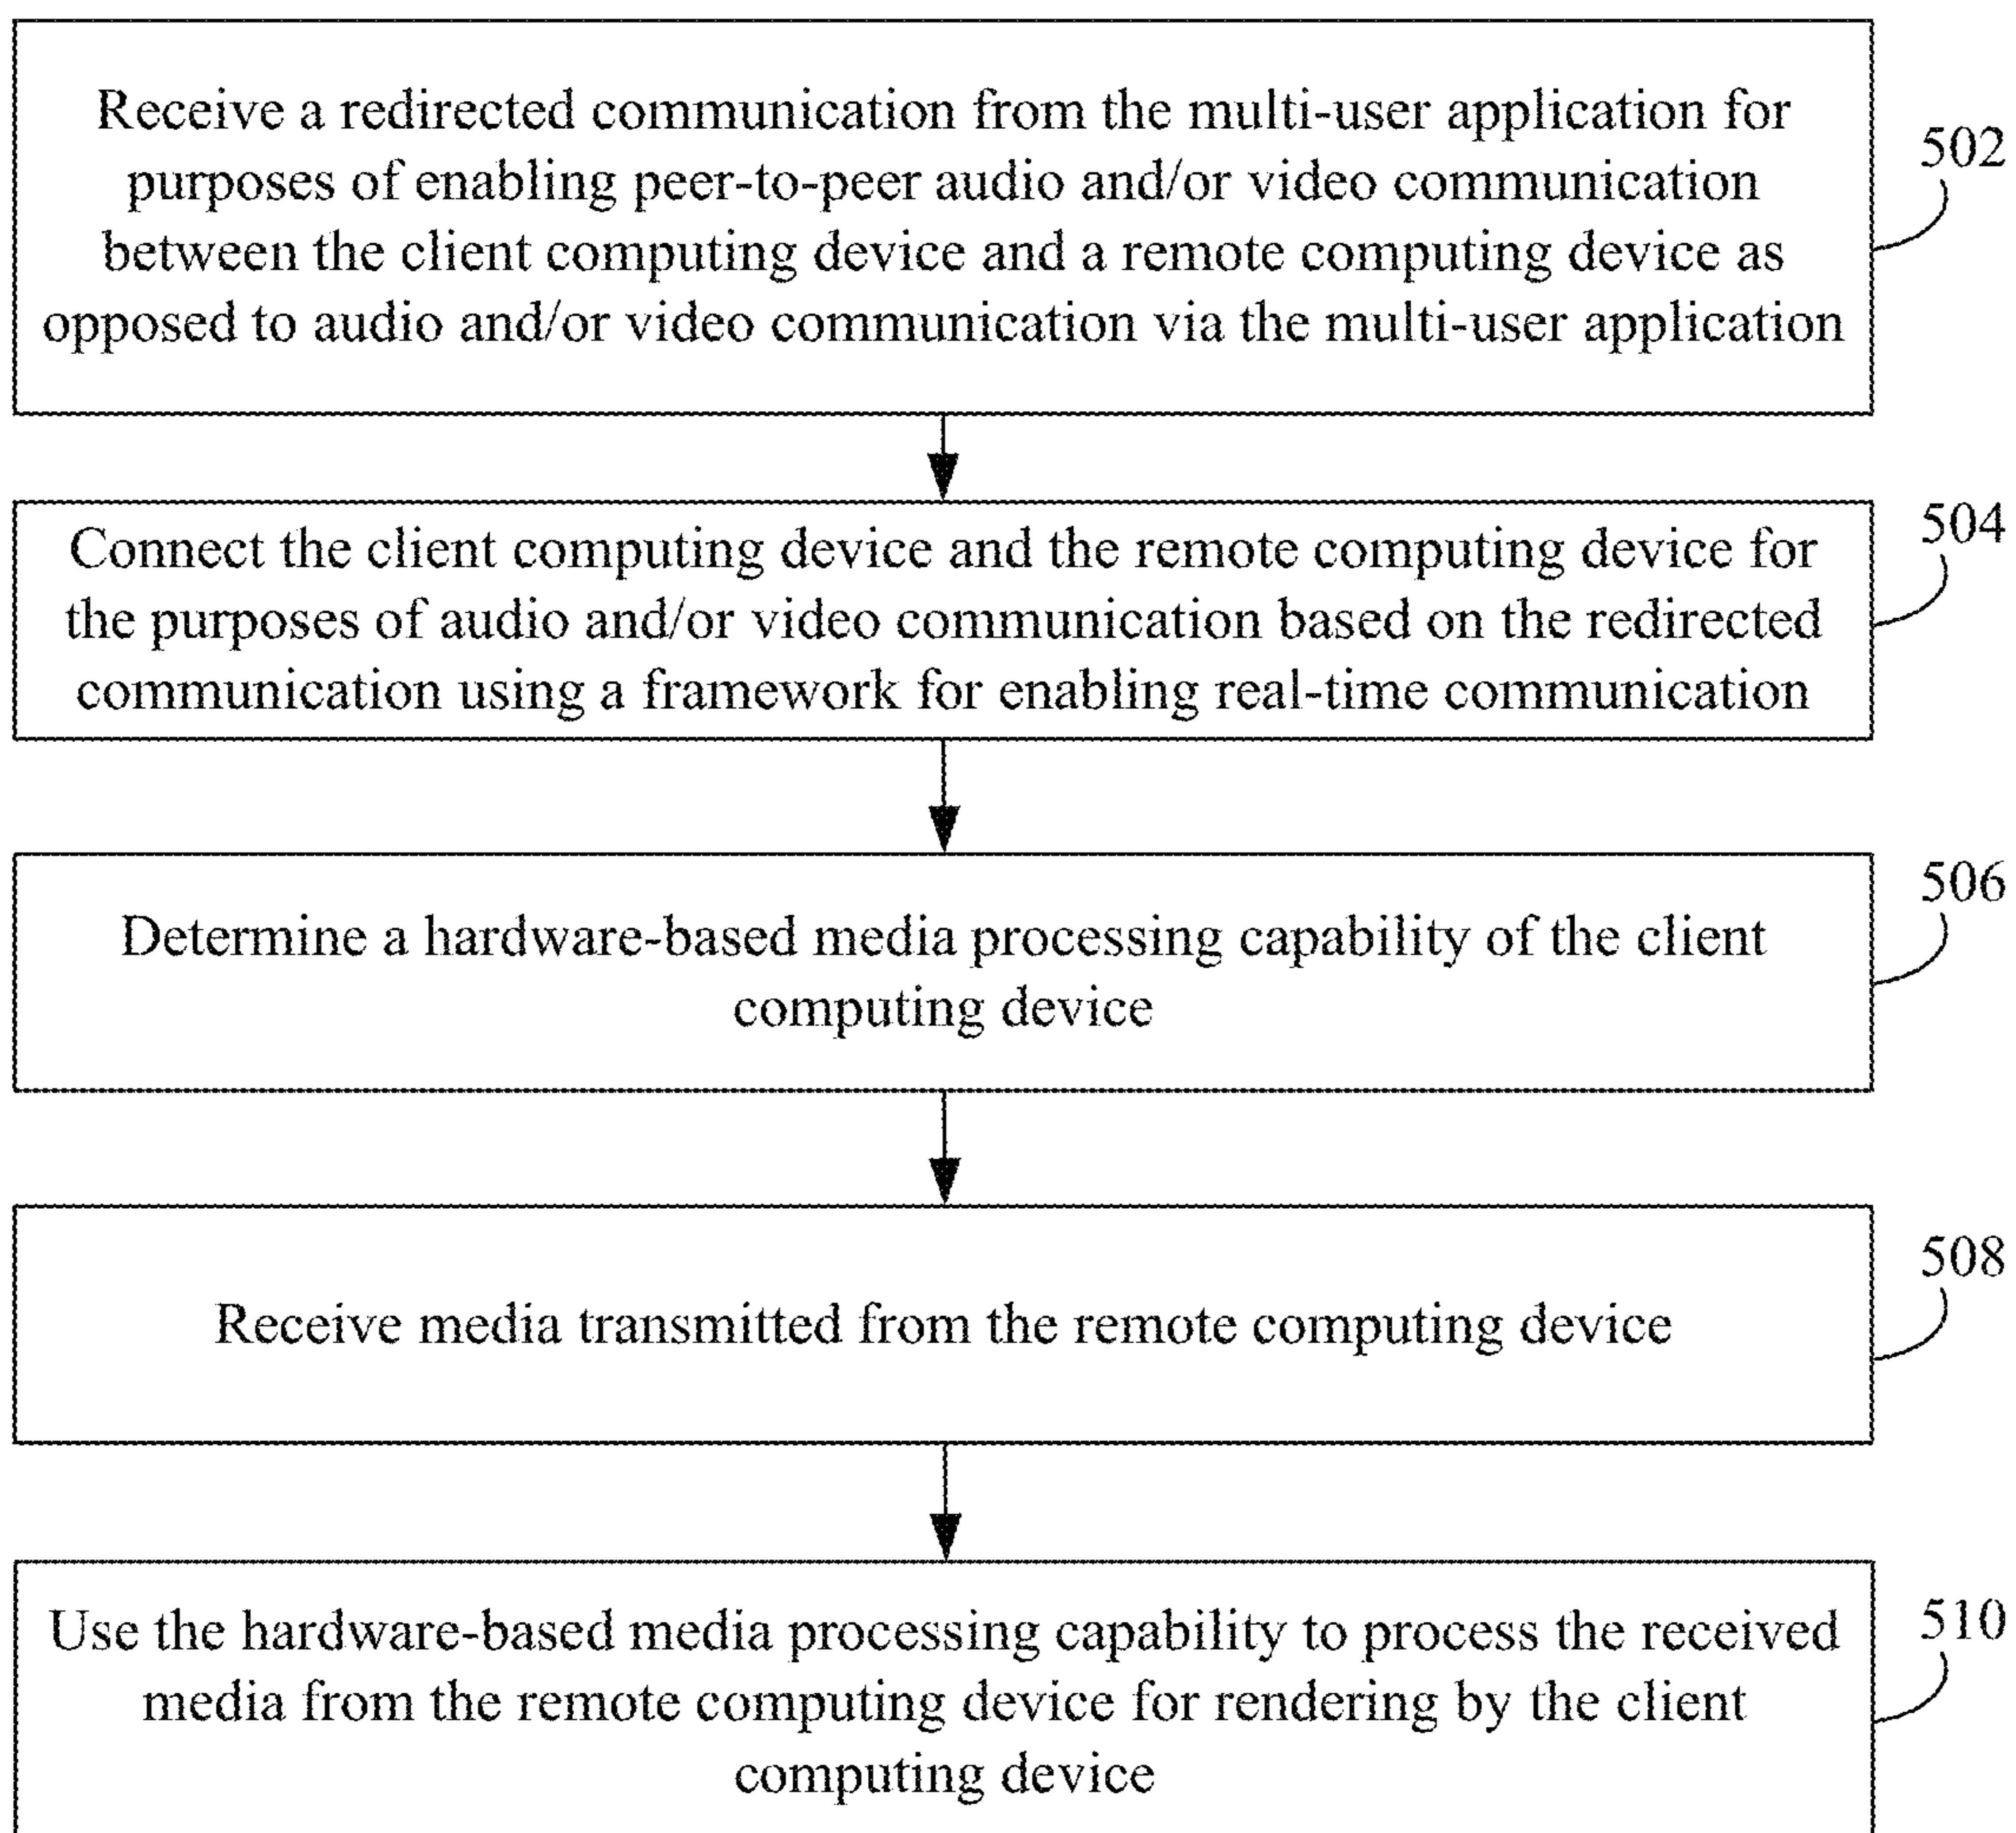 Receive a redirected communication from the multi-user application for
purposes of enabling peer-to-peer audio and/or video communication
between the client computing device and a remote computing device as
opposed to audio and/or video communication via the multi-user application
502
Connect the client computing device and the remote computing device for
the purposes of audio and/or video communication based on the redirected
communication using a framework for enabling real-time communication
504
Determine a hardware-based media processing capability of the client
computing device
506
Receive media transmitted from the remote computing device
508
Use the hardware-based media processing capability to process the received
media from the remote computing device for rendering by the client
computing device
510